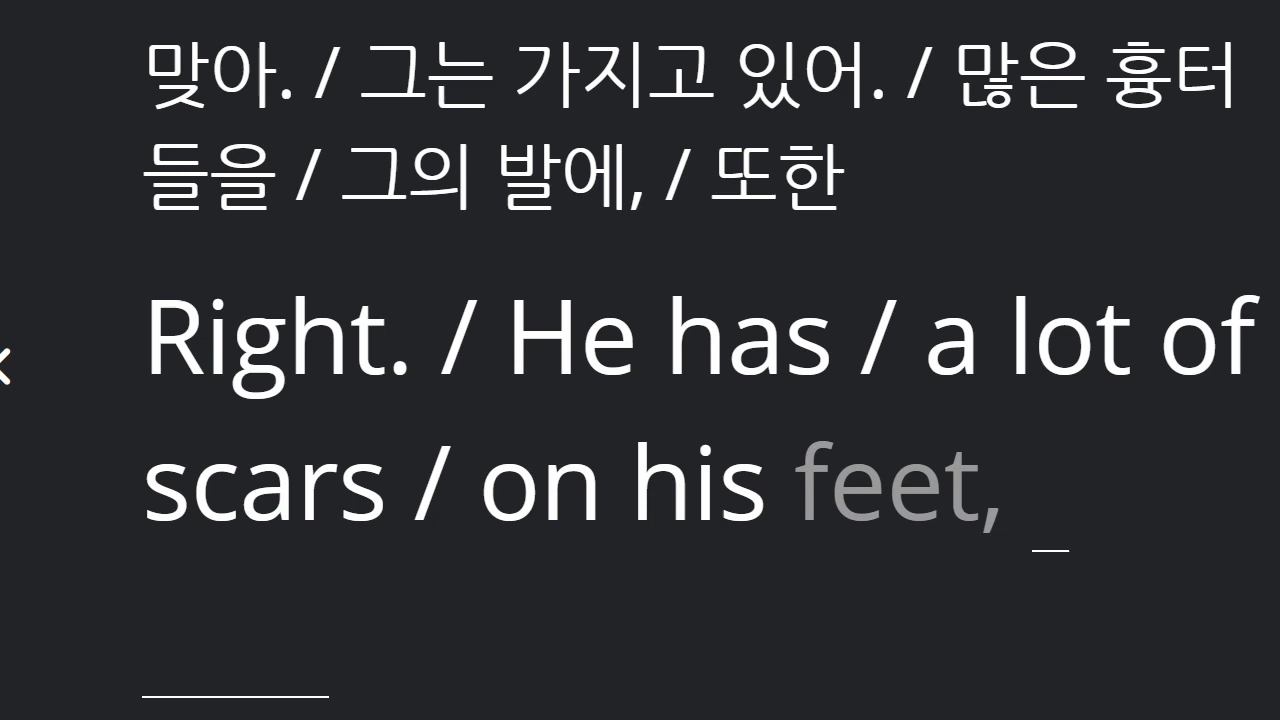 맞아. / 그는 가지고 있어. / 많은 흉터
들을 / 그의 발에, / 또한
Right. / He has / a lot of
scars / on his feet,